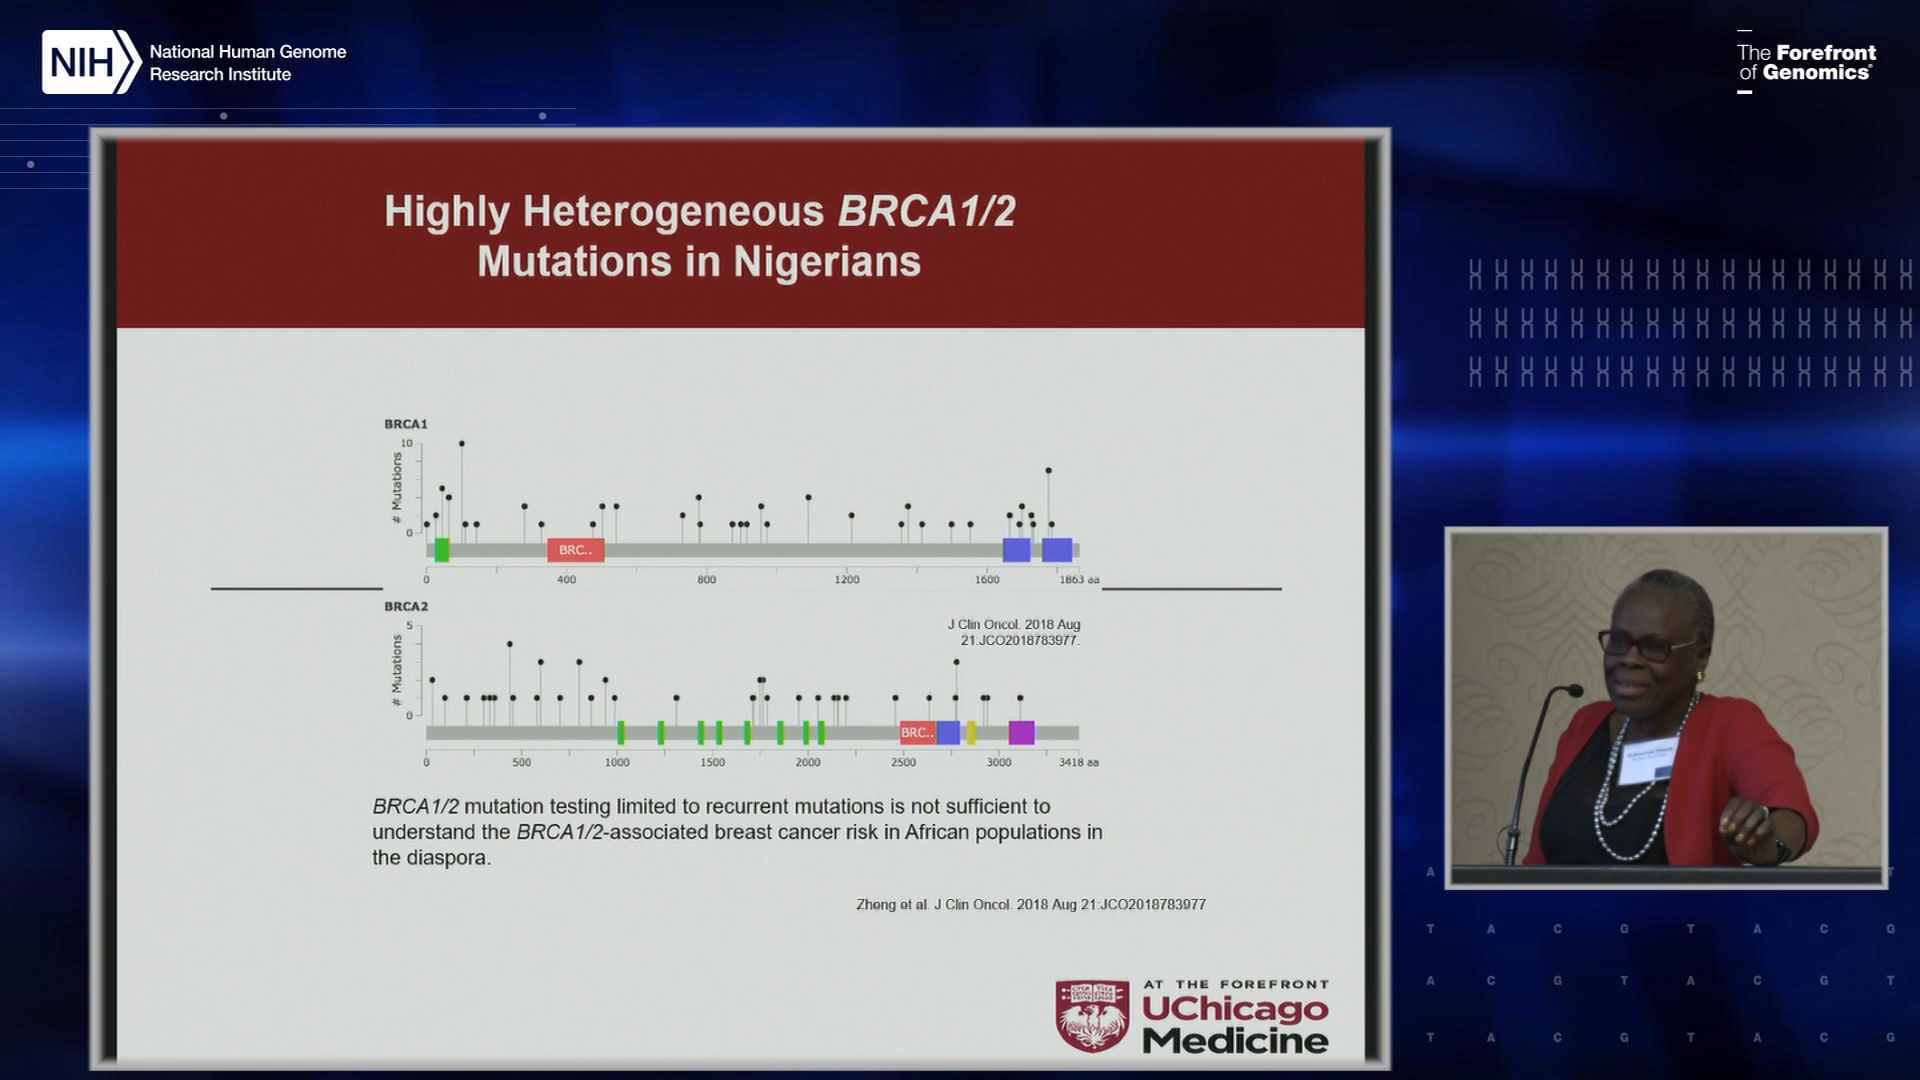 NIH
National Human Genome
Research Institute
The Forefront
of Genomics®
Highly Heterogeneous BRCA1/2
Mutations in Nigerians
BRCA1
10
# Mutations
0
BRC..
0 400 800 1200 1600 1863 aa
BRCA2
J Clin Oncol. 2018 Aug
21:JCO2018783977.
5
# Mutations
0
BRC..
0 500 1000 1500 2000 2500 3000 3418 aa
BRCA1/2 mutation testing limited to recurrent mutations is not sufficient to
understand the BRCA1/2-associated breast cancer risk in African populations in
the diaspora.
Zheng et al. J Clin Oncol. 2018 Aug 21:JCO2018783977
AT THE FOREFRONT
UChicago
Medicine
A T
T A C G T A C G
A C G T A C G T
T A C G T A C G